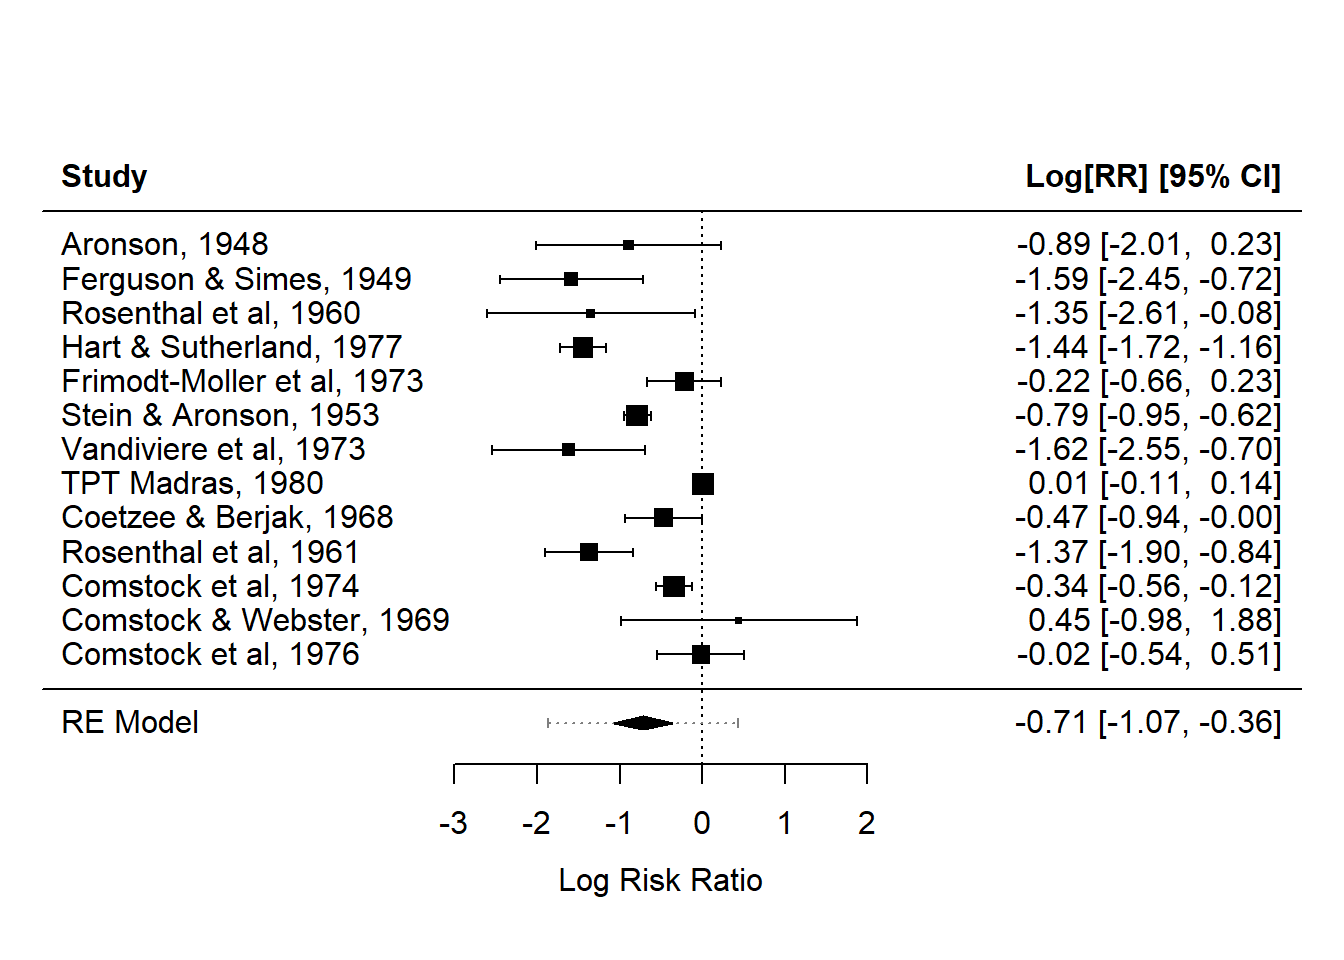 Study Log[RR] [95% CI]
Aronson, 1948 -0.89 [-2.01, 0.23]
Ferguson & Simes, 1949 -1.59 [-2.45, -0.72]
Rosenthal et al, 1960 -1.35 [-2.61, -0.08]
Hart & Sutherland, 1977 -1.44 [-1.72, -1.16]
Frimodt-Moller et al, 1973 -0.22 [-0.66, 0.23]
Stein & Aronson, 1953 -0.79 [-0.95, -0.62]
Vandiviere et al, 1973 -1.62 [-2.55, -0.70]
TPT Madras, 1980 0.01 [-0.11, 0.14]
Coetzee & Berjak, 1968 -0.47 [-0.94, -0.00]
Rosenthal et al, 1961 -1.37 [-1.90, -0.84]
Comstock et al, 1974 -0.34 [-0.56, -0.12]
Comstock & Webster, 1969 0.45 [-0.98, 1.88]
Comstock et al, 1976 -0.02 [-0.54, 0.51]
RE Model -0.71 [-1.07, -0.36]
-3 -2 -1 0 1 2
Log Risk Ratio